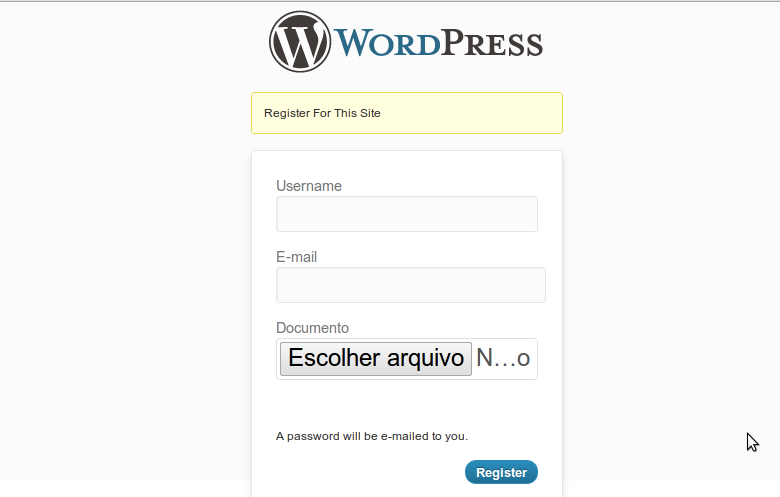 WORDPRESS
Register For This Site
Username
E-mail
Documento
Escolher arquivo N...o
A password will be e-mailed to you.
Register